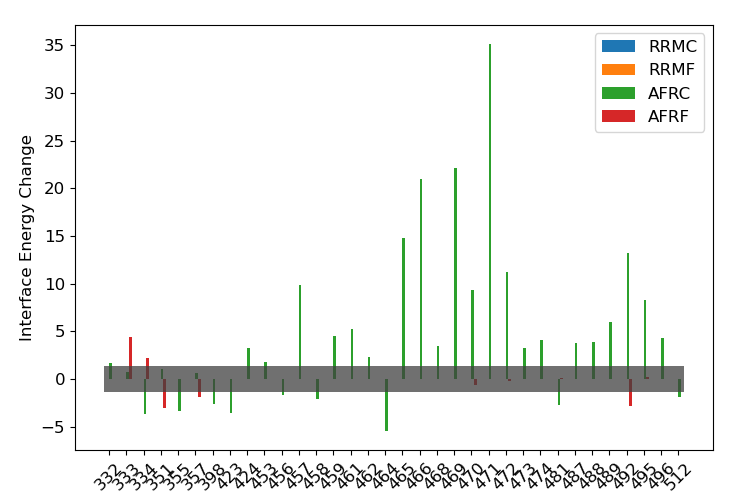 RRMC
RRMF
AFRC
AFRF
Interface Energy Change
35
30
25
20
15
10
5
0
−5
332 333 334 351 355 357 398 423 424 453 456 457 458 459 461 462 464 465 466 468 469 470 471 472 473 474 481 487 488 489 492 495 496 512